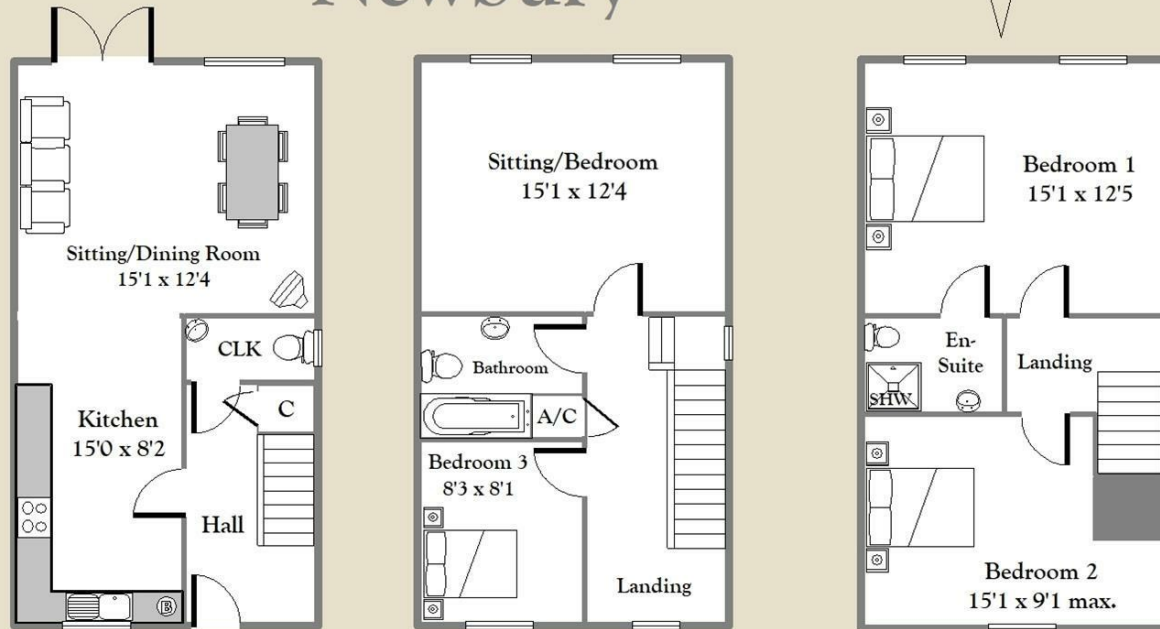 Newbury
Sitting/Dining Room
15'1 x 12'4
CLK
C
Kitchen
15'0 x 8'2
Hall
B
Sitting/Bedroom
15'1 x 12'4
Bathroom
A/C
Bedroom 3
8'3 x 8'1
Landing
Bedroom 1
15'1 x 12'5
En-
Suite
SHW
Landing
Bedroom 2
15'1 x 9'1 max.